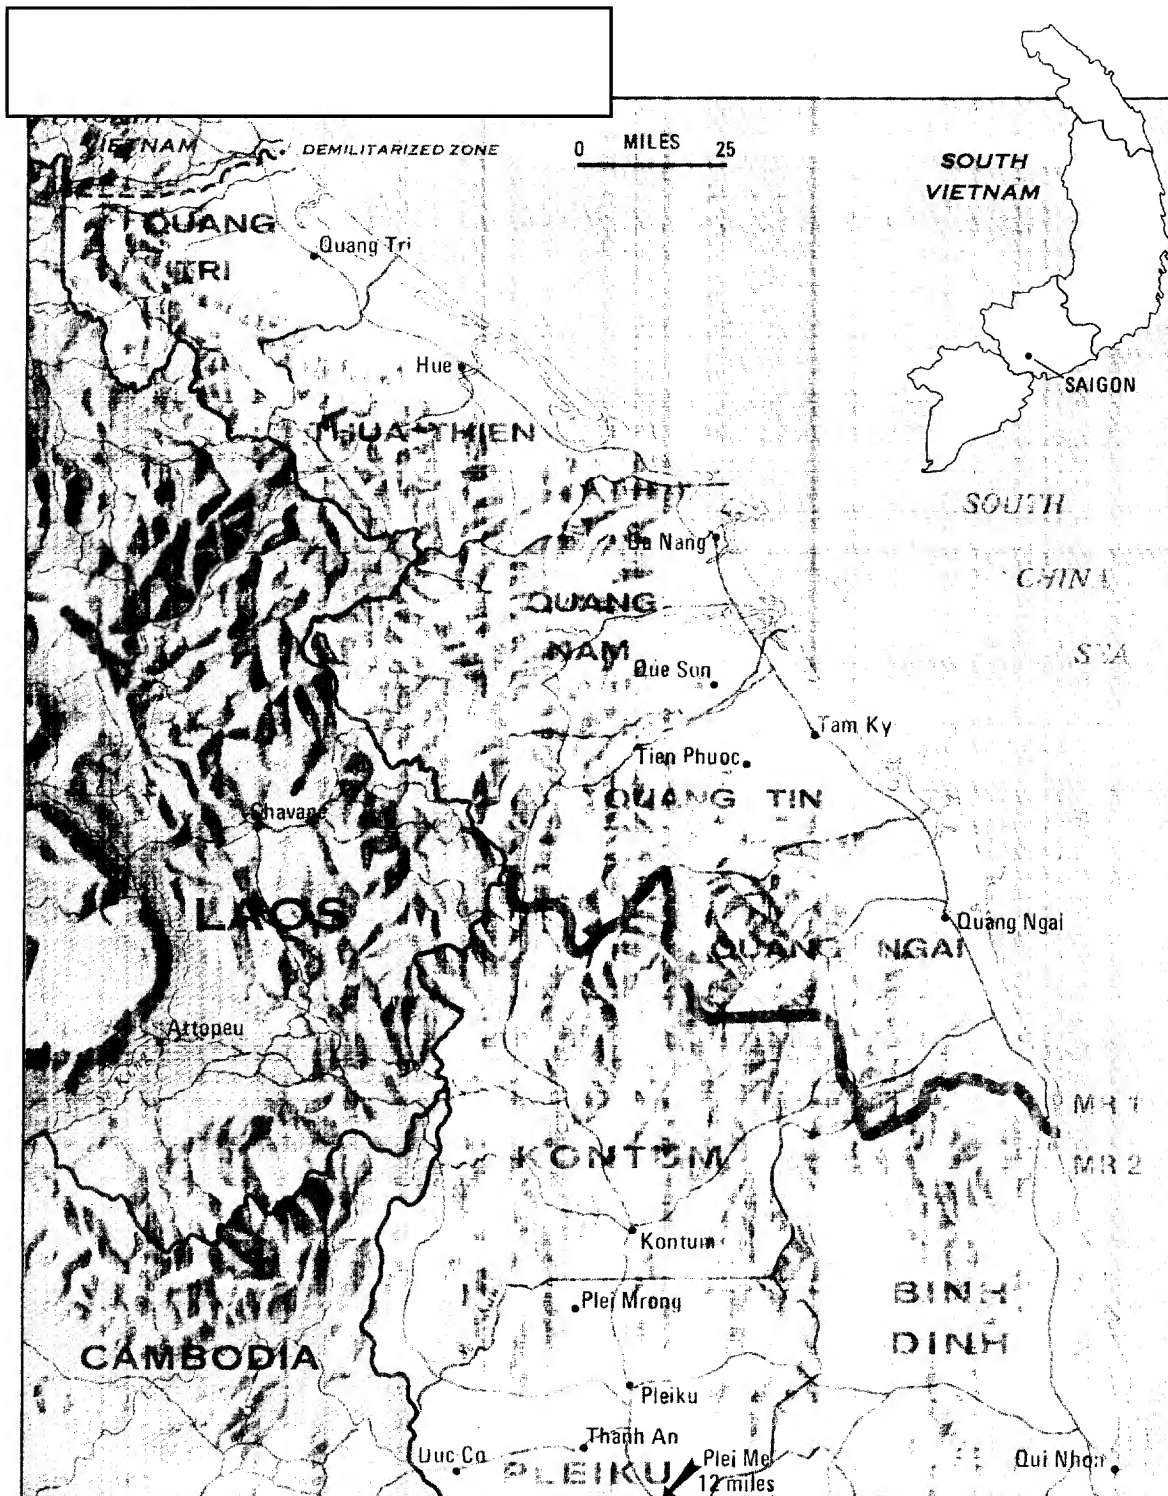 NORTH
VIETNAM
DEMILITARIZED ZONE
0 MILES 25
SOUTH
VIETNAM
QUANG
TRI
Quang Tri
Hue
SAIGON
THUA THIEN
SOUTH
CHINA
SEA
Da Nang
QUANG
NAM
Que Son
Tam Ky
Tien Phuoc
QUANG TIN
Chavane
LAOS
Quang Ngai
QUANG NGAI
Attopeu
MR 1
MR 2
KONTUM
Kontum
BINH
DINH
Plei Mrong
CAMBODIA
Pleiku
Thanh An
Duc Co
PLEIKU
Plei Me
12 miles
Qui Nhon